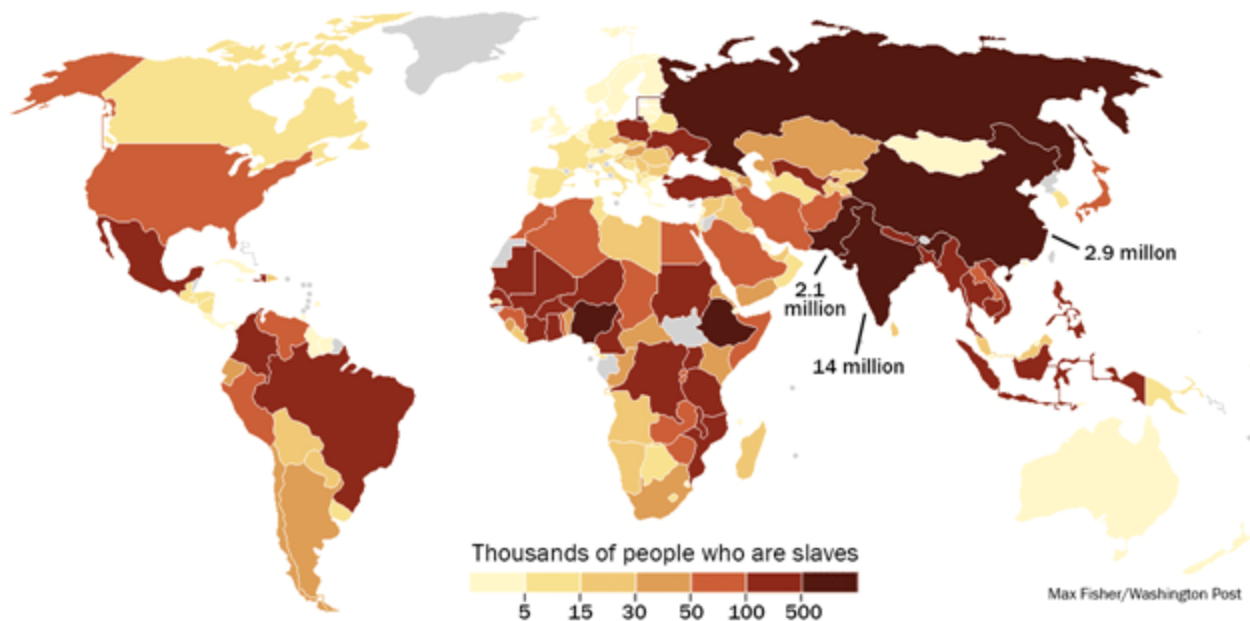 2.9 millon
2.1
million
14 million
Thousands of people who are slaves
5 15 30 50 100 500
Max Fisher/Washington Post